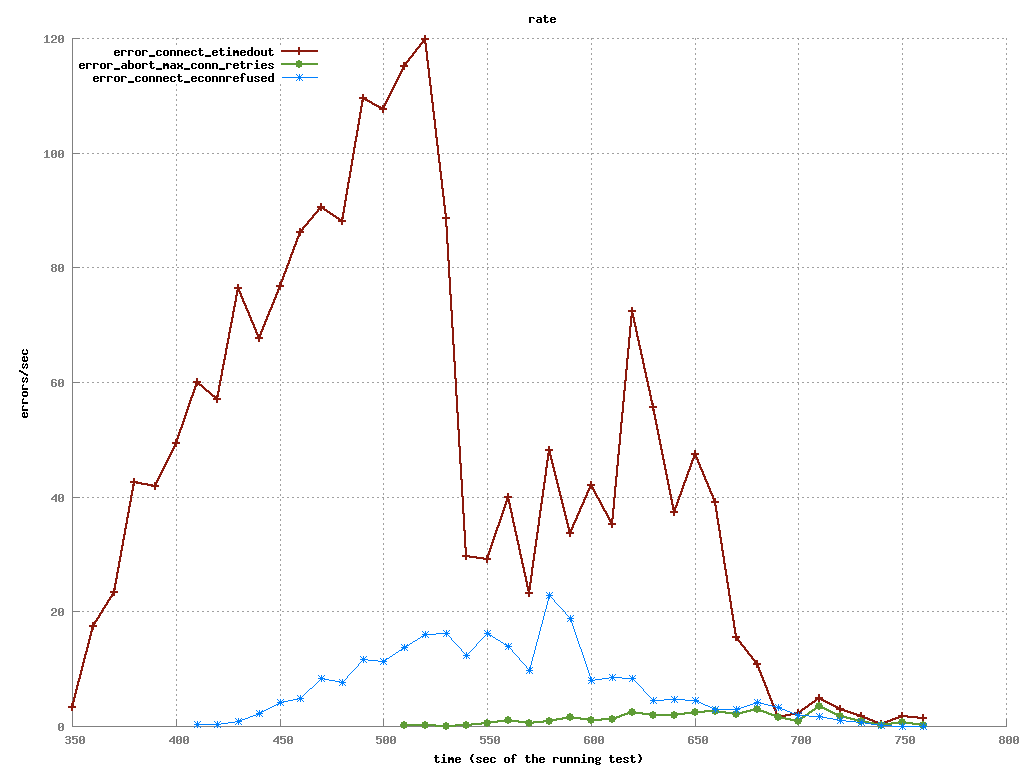 rate
120
error_connect_etimedout
error_abort_max_conn_retries
error_connect_econnrefused
100
80
errors/sec
60
40
20
0
350 400 450 500 550 600 650 700 750 800
time (sec of the running test)